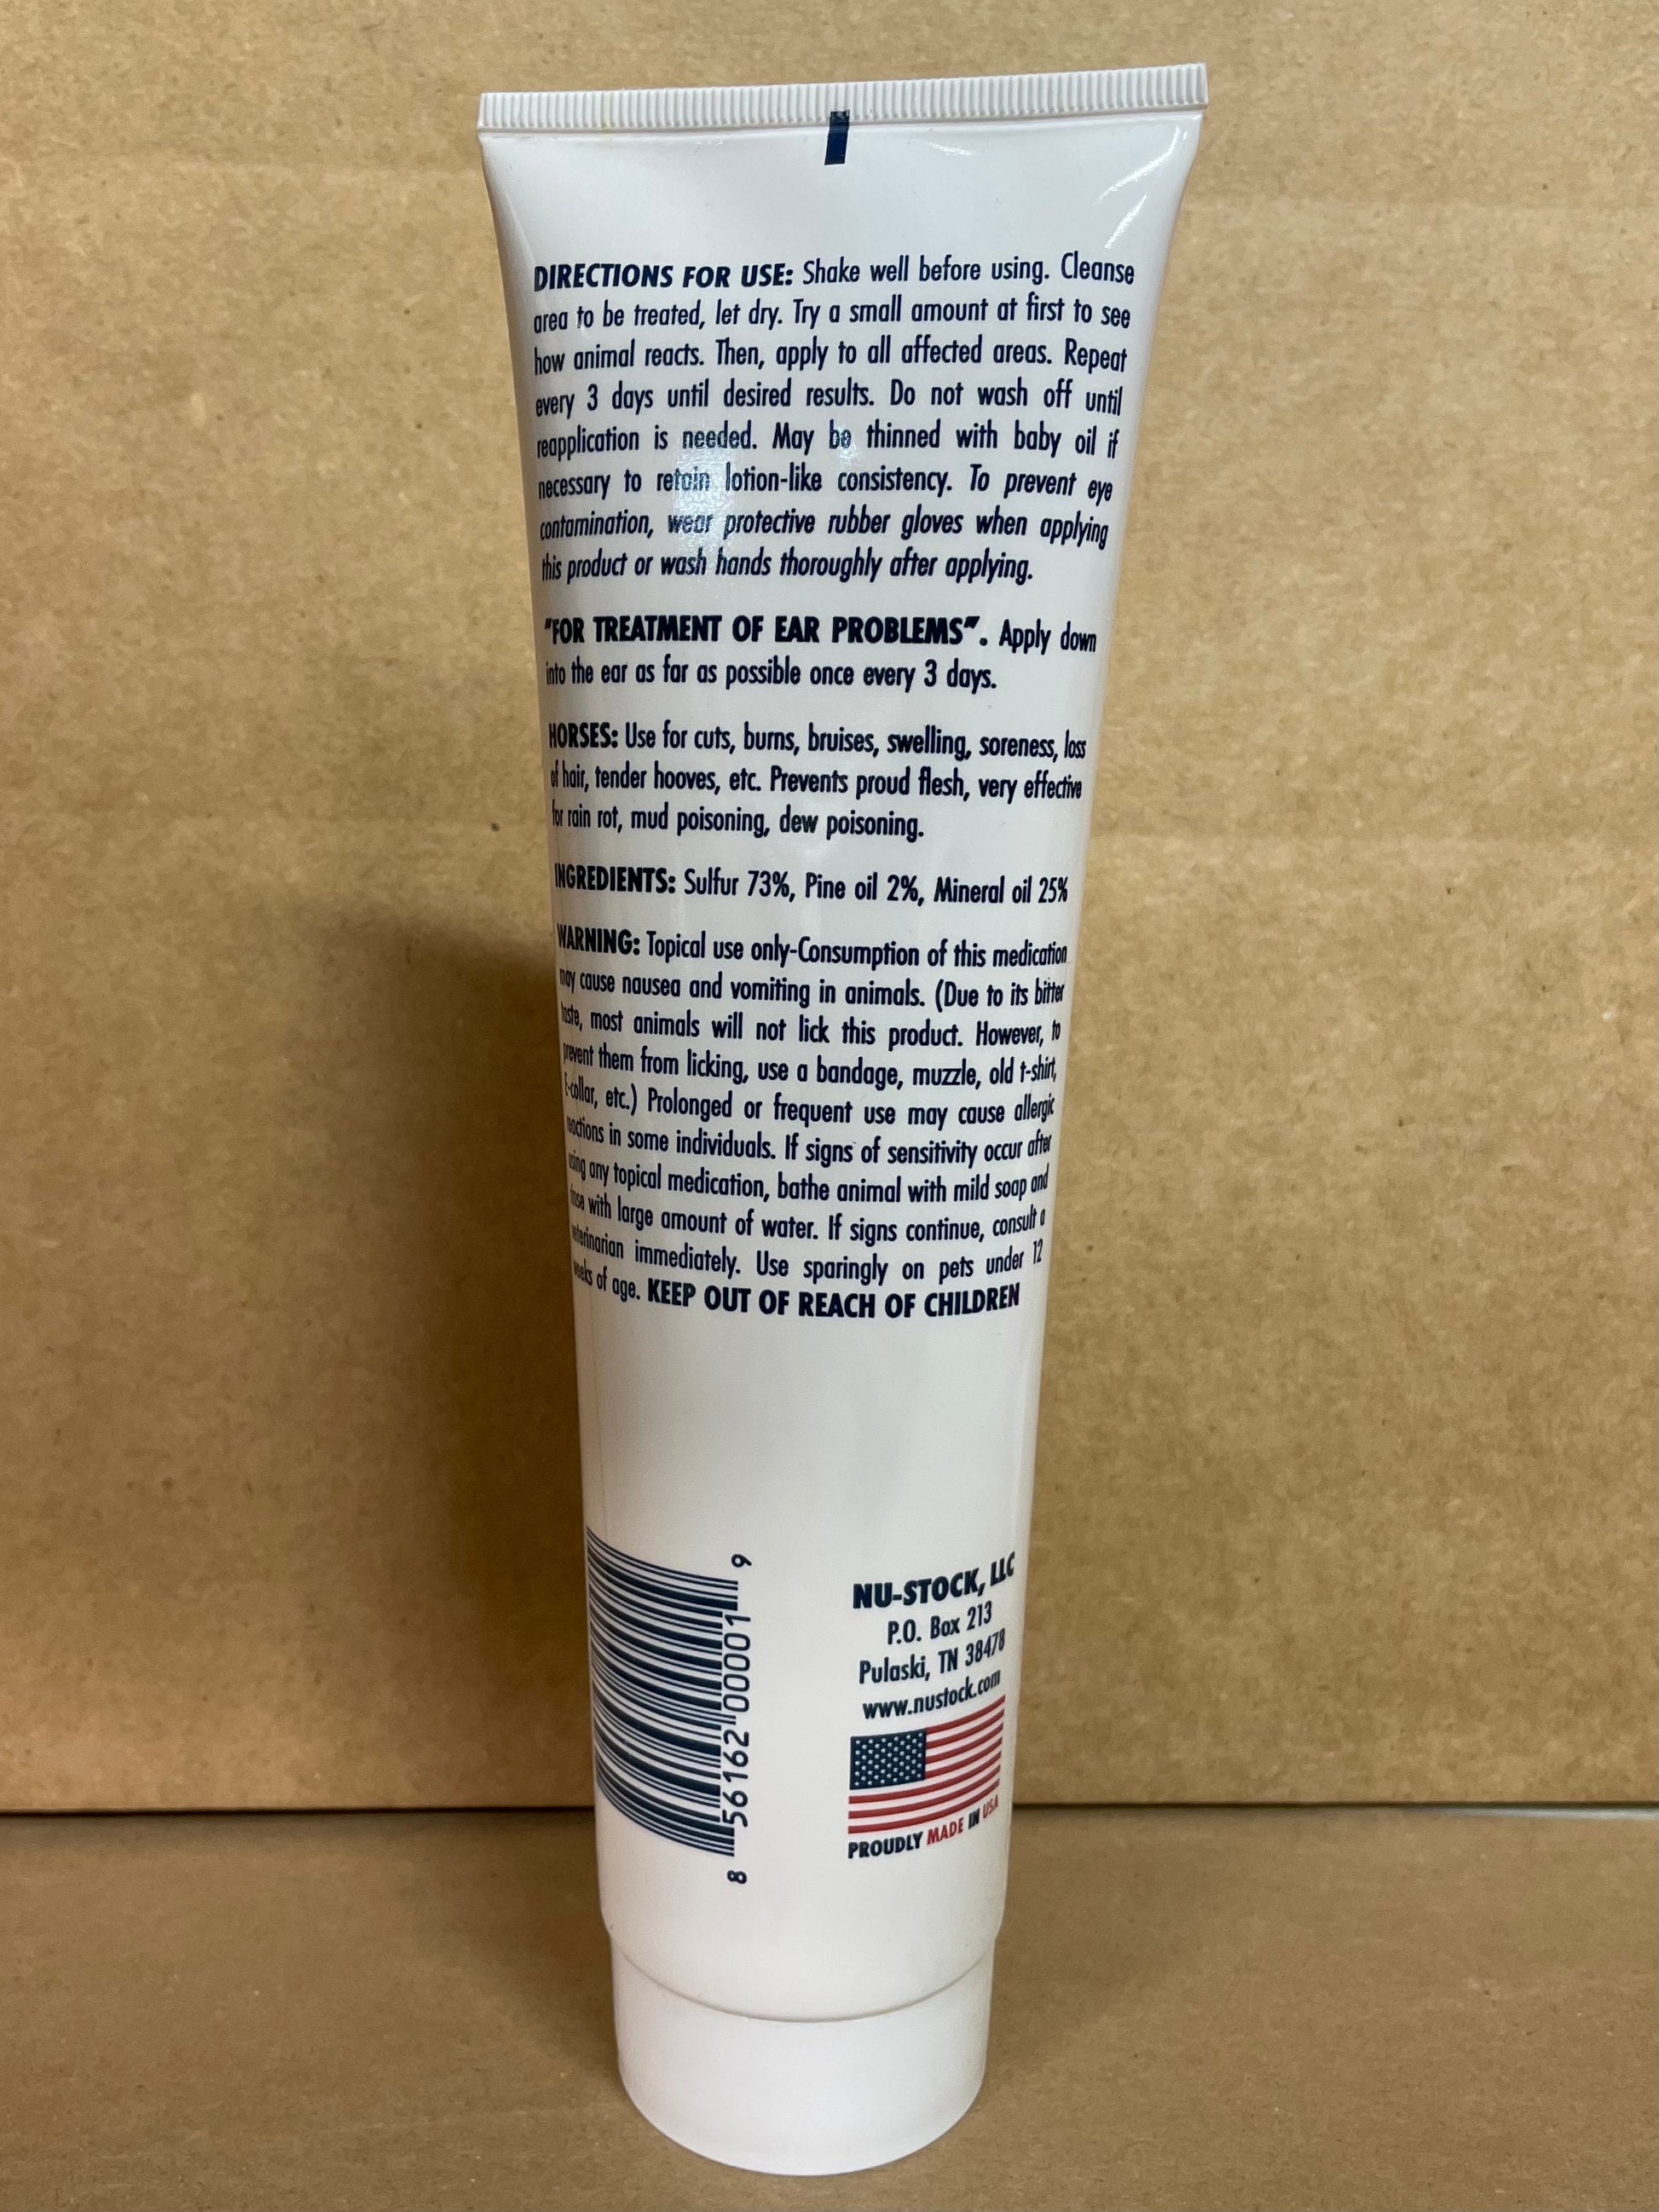 DIRECTIONS FOR USE: Shake well before using. Cleanse
area to be treated, let dry. Try a small amount at first to see
how animal reacts. Then, apply to all affected areas. Repeat
every 3 days until desired results. Do not wash off until
reapplication is needed. May be thinned with baby oil if
necessary to retain lotion-like consistency. To prevent eye
contamination, wear protective rubber gloves when applying
this product or wash hands thoroughly after applying.
"FOR TREATMENT OF EAR PROBLEMS". Apply down
into the ear as far as possible once every 3 days.
HORSES: Use for cuts, burns, bruises, swelling, soreness, loss
of hair, tender hooves, etc. Prevents proud flesh, very effective
for rain rot, mud poisoning, dew poisoning.
INGREDIENTS: Sulfur 73%, Pine oil 2%, Mineral oil 25%
WARNING: Topical use only-Consumption of this medication
may cause nausea and vomiting in animals. (Due to its bitter
taste, most animals will not lick this product. However, to
prevent them from licking, use a bandage, muzzle, old t-shirt,
E-collar, etc.) Prolonged or frequent use may cause allergic
reactions in some individuals. If signs of sensitivity occur after
using any topical medication, bathe animal with mild soap and
rinse with large amount of water. If signs continue, consult a
veterinarian immediately. Use sparingly on pets under 12
weeks of age. KEEP OUT OF REACH OF CHILDREN
8 56162 00001 9
NU-STOCK, LLC
P.O. Box 213
Pulaski, TN 38478
www.nustock.com
PROUDLY MADE IN USA